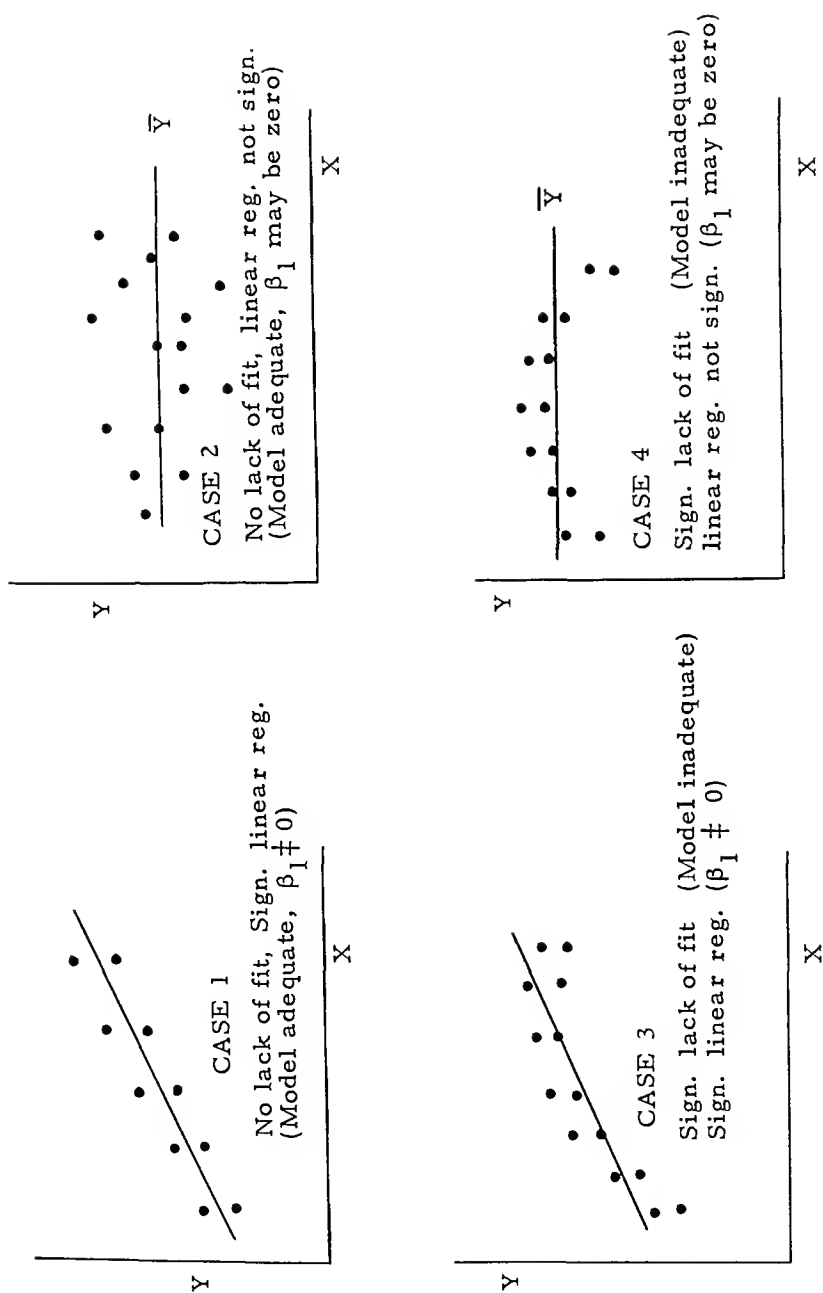 Y
CASE 1
No lack of fit, Sign. linear reg.
(Model adequate, β1 ≠ 0)
X
Y
Y̅
CASE 2
No lack of fit, linear reg. not sign.
(Model adequate, β1 may be zero)
X
Y
CASE 3
Sign. lack of fit (Model inadequate)
Sign. linear reg. (β1 ≠ 0)
X
Y
Y̅
CASE 4
Sign. lack of fit (Model inadequate)
linear reg. not sign. (β1 may be zero)
X